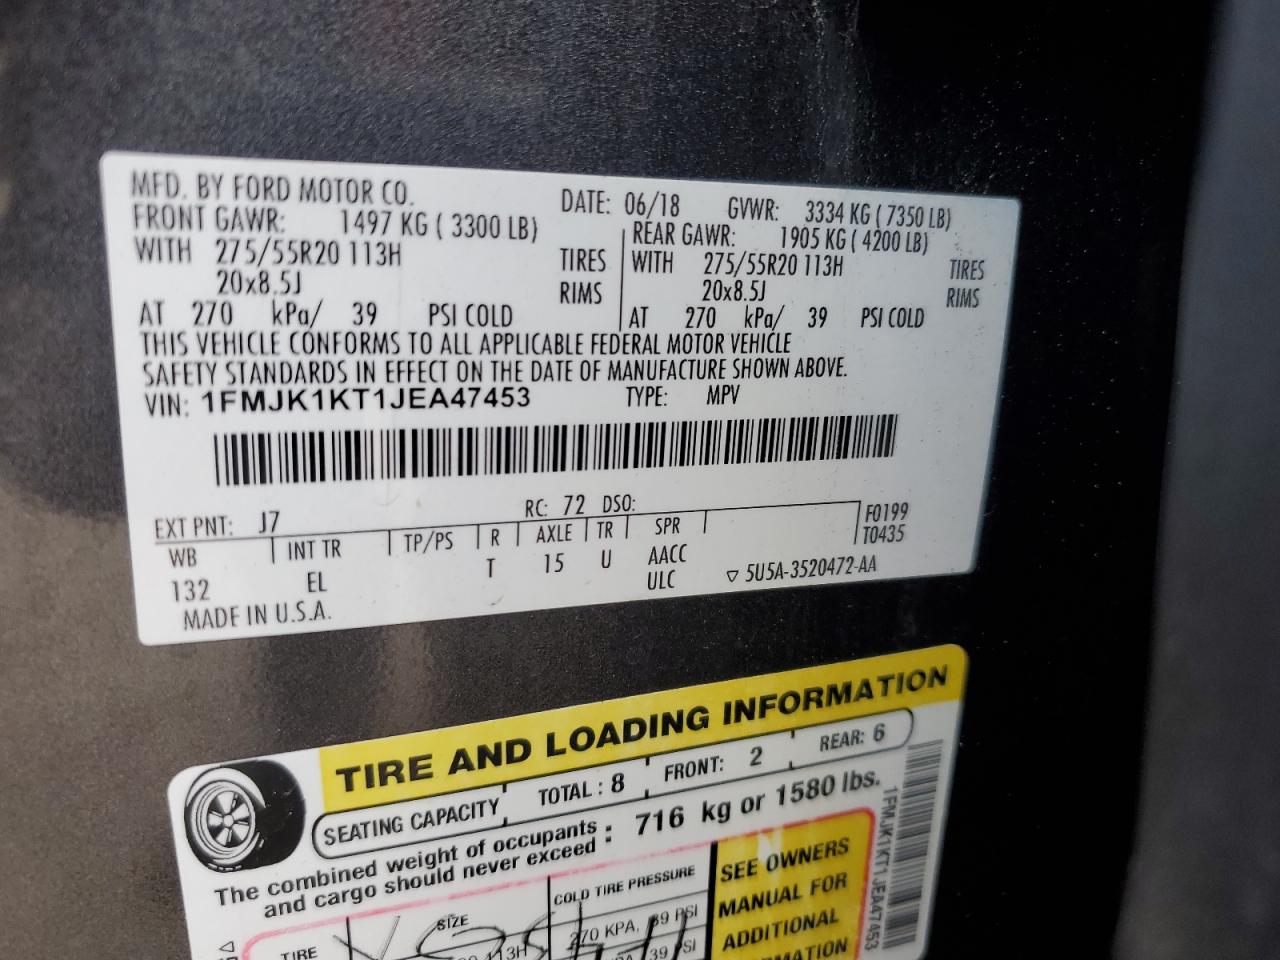 MFD. BY FORD MOTOR CO.
DATE: 06/18 GVWR: 3334 KG ( 7350 LB)
FRONT GAWR: 1497 KG ( 3300 LB)
REAR GAWR: 1905 KG ( 4200 LB)
WITH 275/55R20 113H TIRES
WITH 275/55R20 113H TIRES
20x8.5J RIMS
20x8.5J RIMS
AT 270 kPa/ 39 PSI COLD
AT 270 kPa/ 39 PSI COLD
THIS VEHICLE CONFORMS TO ALL APPLICABLE FEDERAL MOTOR VEHICLE
SAFETY STANDARDS IN EFFECT ON THE DATE OF MANUFACTURE SHOWN ABOVE.
VIN: 1FMJK1KT1JEA47453 TYPE: MPV
EXT PNT: J7 RC: 72 DSO:
WB INT TR TP/PS R AXLE TR SPR F0199
T0435
132 EL T 15 U AACC
ULC ▽ 5U5A-3520472-AA
MADE IN U.S.A.
TIRE AND LOADING INFORMATION
SEATING CAPACITY TOTAL : 8 FRONT: 2 REAR: 6
The combined weight of occupants : 716 kg or 1580 lbs.
and cargo should never exceed
TIRE SIZE COLD TIRE PRESSURE
113H 270 KPA, 39 PSI
39 PSI
SEE OWNERS
MANUAL FOR
ADDITIONAL
1FMJK1KT1JEA47453